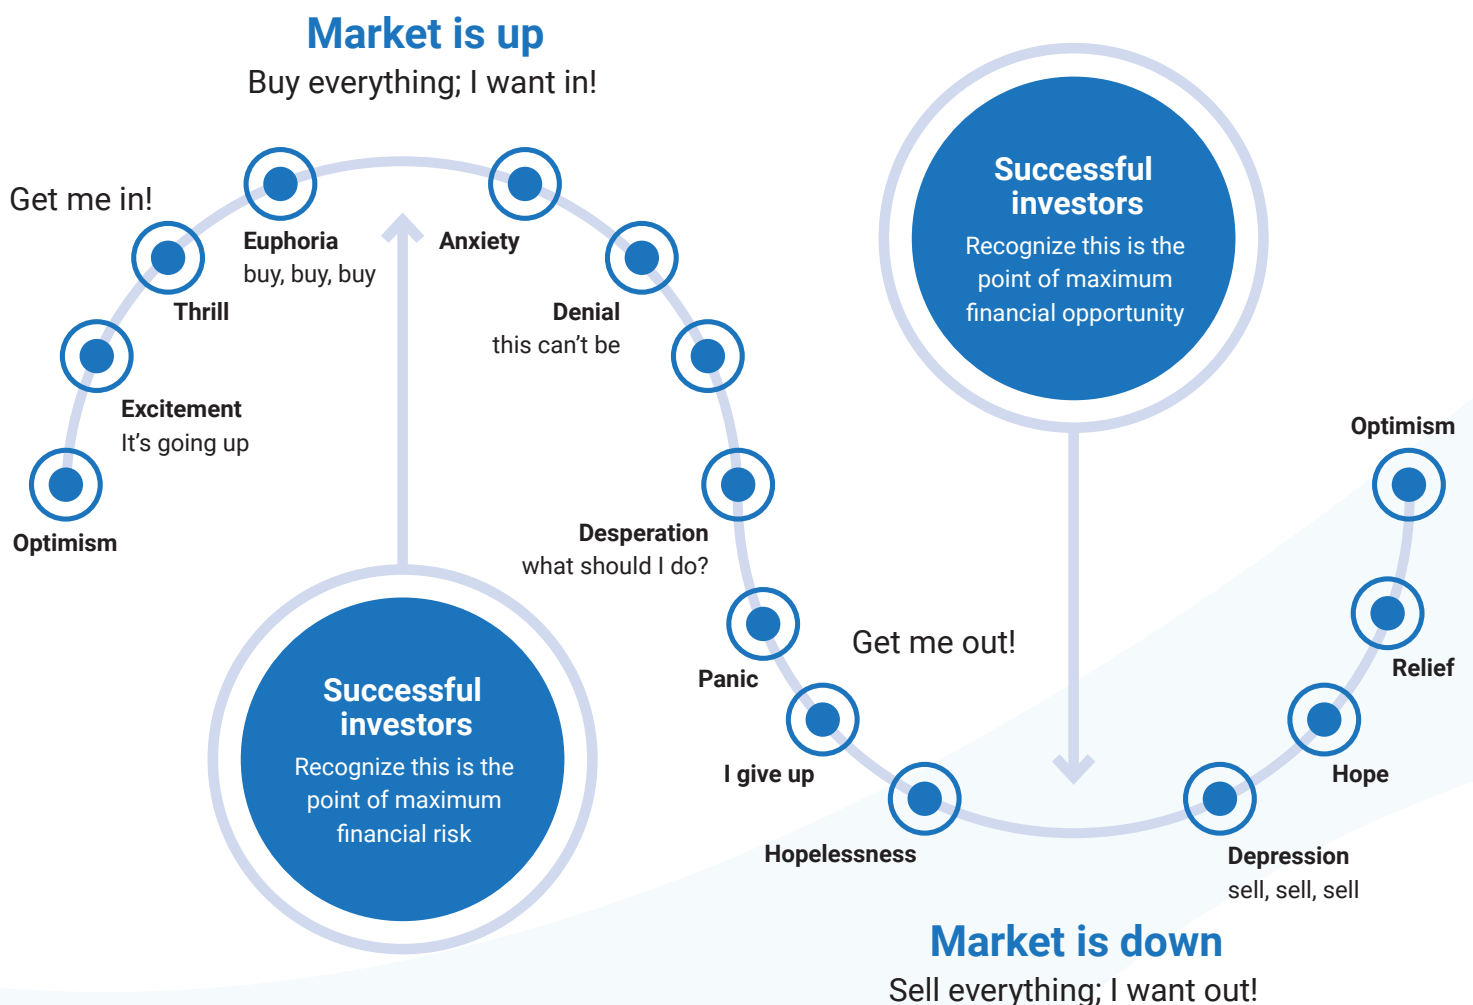 Market is up
Buy everything; I want in!
Get me in!
Euphoria
buy, buy, buy
Anxiety
Thrill
Denial
this can’t be
Excitement
It’s going up
Optimism
Desperation
what should I do?
Successful
investors
Recognize this is the
point of maximum
financial risk
Successful
investors
Recognize this is the
point of maximum
financial opportunity
Get me out!
Panic
I give up
Hopelessness
Optimism
Relief
Hope
Depression
sell, sell, sell
Market is down
Sell everything; I want out!